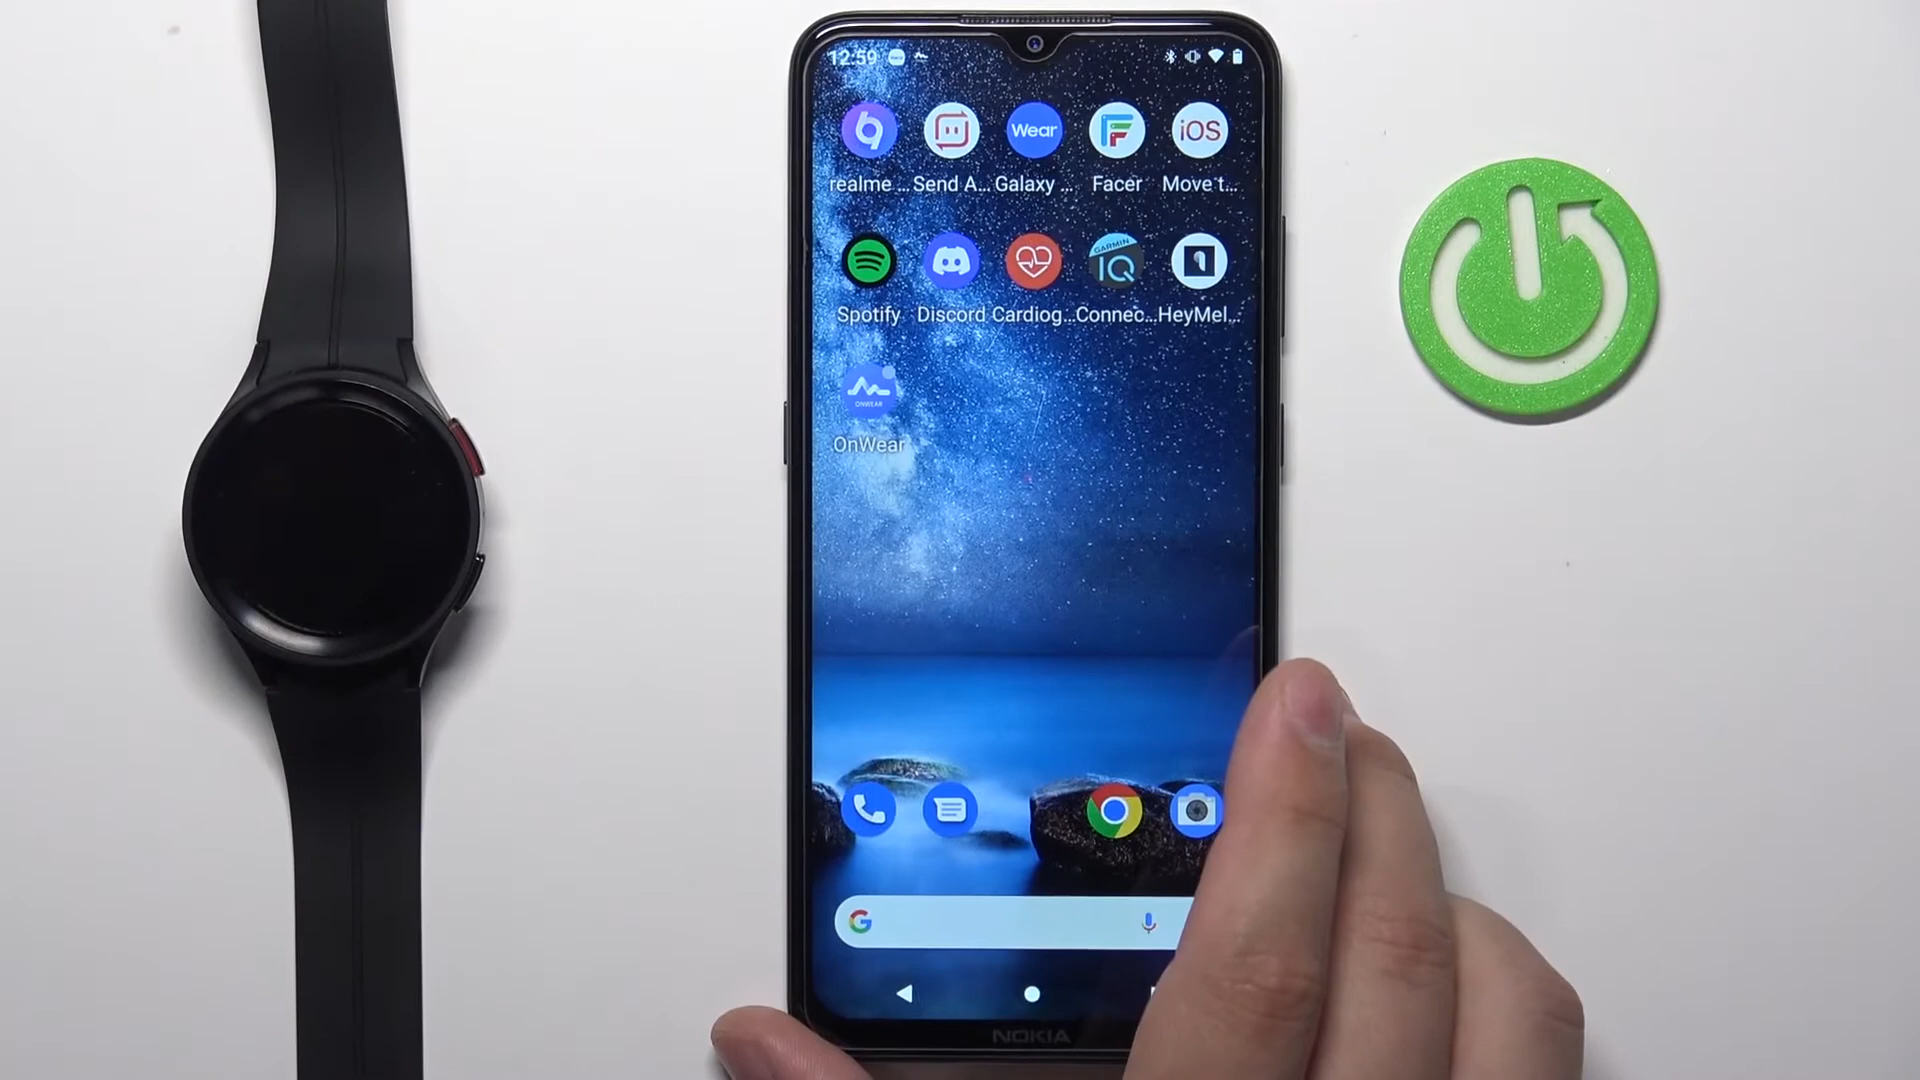 12:59
Wear
iOS
realme ... Send A... Galaxy ... Facer Move t...
GARMIN
IQ
Spotify Discord Cardiog... Connec... HeyMel...
ONWEAR
OnWear
NOKIA